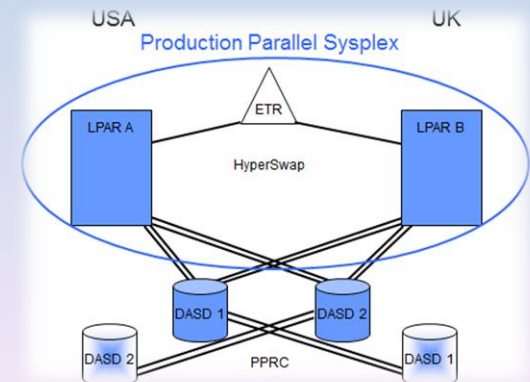 USA
UK
Production Parallel Sysplex
ETR
LPAR A
LPAR B
HyperSwap
DASD 1
DASD 2
DASD 2
PPRC
DASD 1